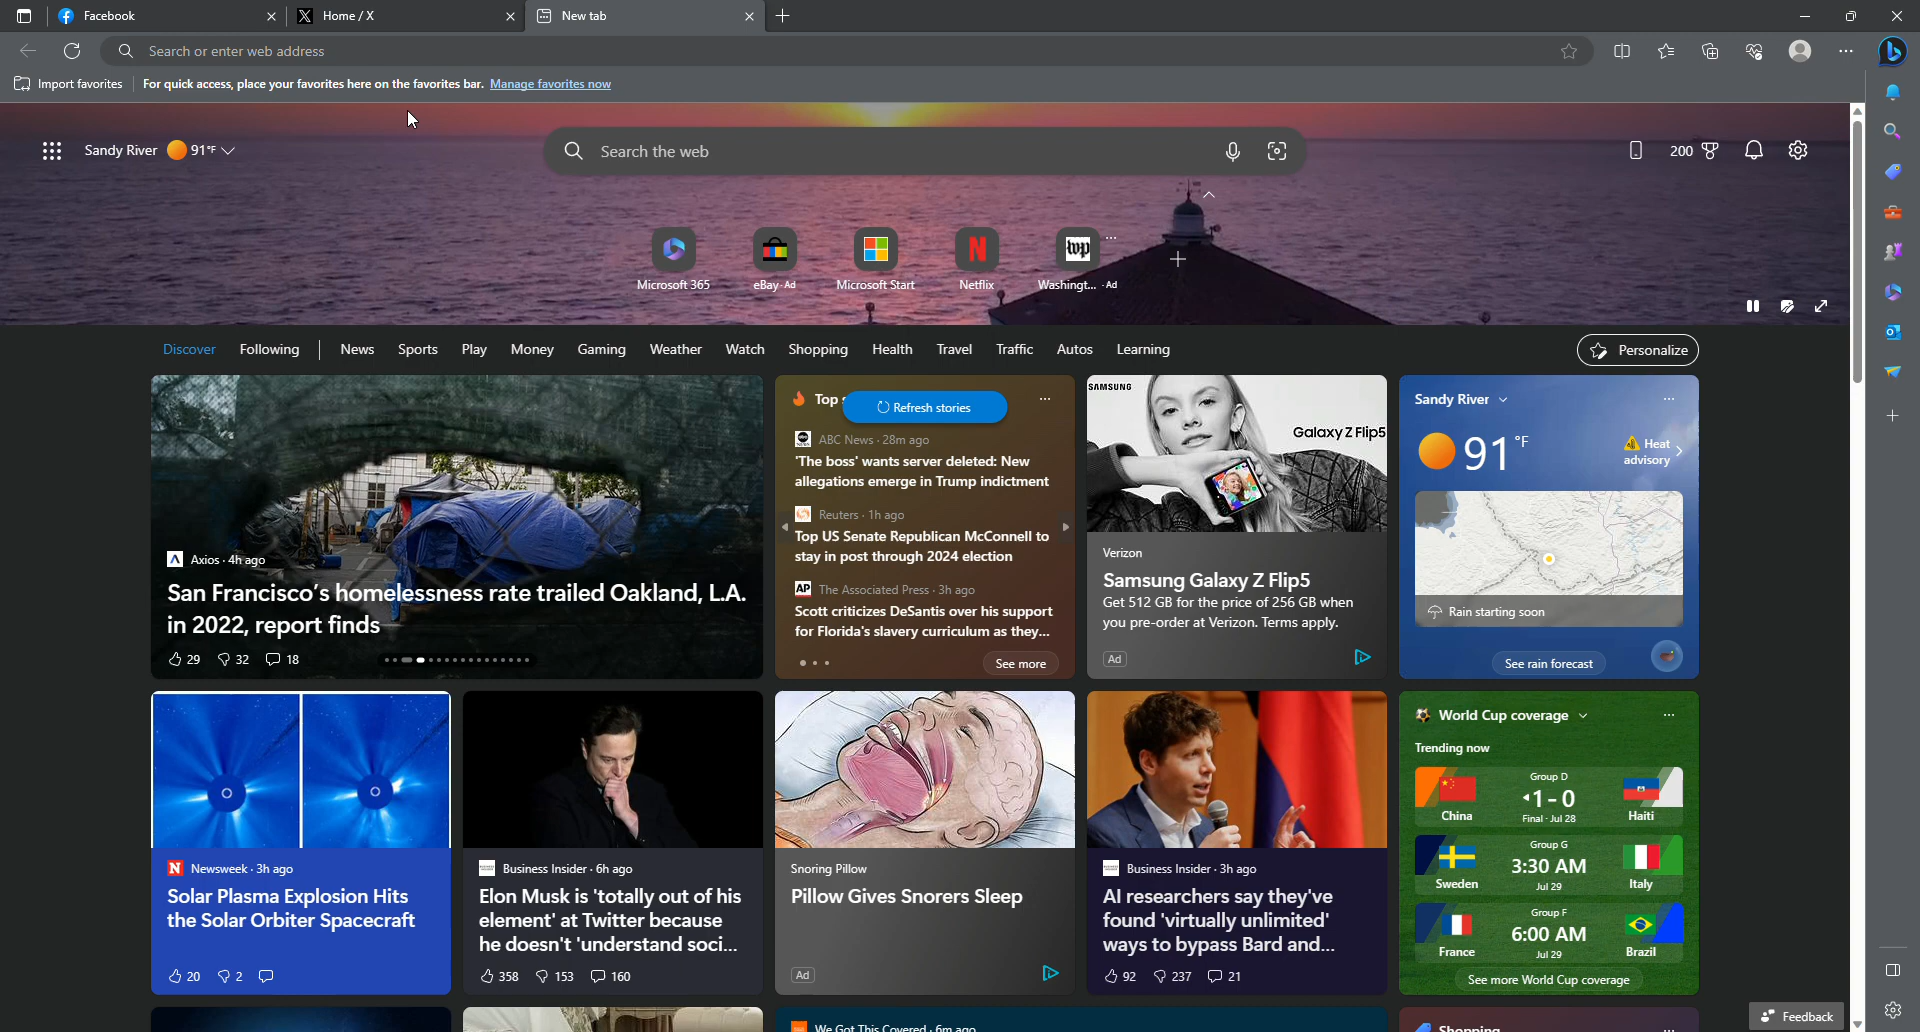 Facebook
Home / X
New tab
Search or enter web address
Import favorites
For quick access, place your favorites here on the favorites bar. Manage favorites now
Sandy River 91°F
Search the web
200
Microsoft 365
eBay · Ad
Microsoft Start
Netflix
Washingt... · Ad
Discover Following News Sports Play Money Gaming Weather Watch Shopping Health Travel Traffic Autos Learning
Personalize
Axios · 4h ago
San Francisco's homelessness rate trailed Oakland, L.A.
in 2022, report finds
29 32 18
Top
Refresh stories
ABC News · 28m ago
'The boss' wants server deleted: New
allegations emerge in Trump indictment
Reuters · 1h ago
Top US Senate Republican McConnell to
stay in post through 2024 election
AP The Associated Press · 3h ago
Scott criticizes DeSantis over his support
for Florida's slavery curriculum as they...
See more
SAMSUNG
Galaxy Z Flip5
Verizon
Samsung Galaxy Z Flip5
Get 512 GB for the price of 256 GB when
you pre-order at Verizon. Terms apply.
Ad
Sandy River
91 °F
Heat
advisory
Rain starting soon
See rain forecast
N Newsweek · 3h ago
Solar Plasma Explosion Hits
the Solar Orbiter Spacecraft
20 2
Business Insider · 6h ago
Elon Musk is 'totally out of his
element' at Twitter because
he doesn't 'understand soci...
358 153 160
Snoring Pillow
Pillow Gives Snorers Sleep
Ad
Business Insider · 3h ago
AI researchers say they've
found 'virtually unlimited'
ways to bypass Bard and...
92 237 21
World Cup coverage
Trending now
Group D
China 1 - 0 Haiti
Final · Jul 28
Group G
3:30 AM
Sweden Jul 29 Italy
Group F
6:00 AM
France Jul 29 Brazil
See more World Cup coverage
We Got This Covered · 6m ago
Shopping
Feedback